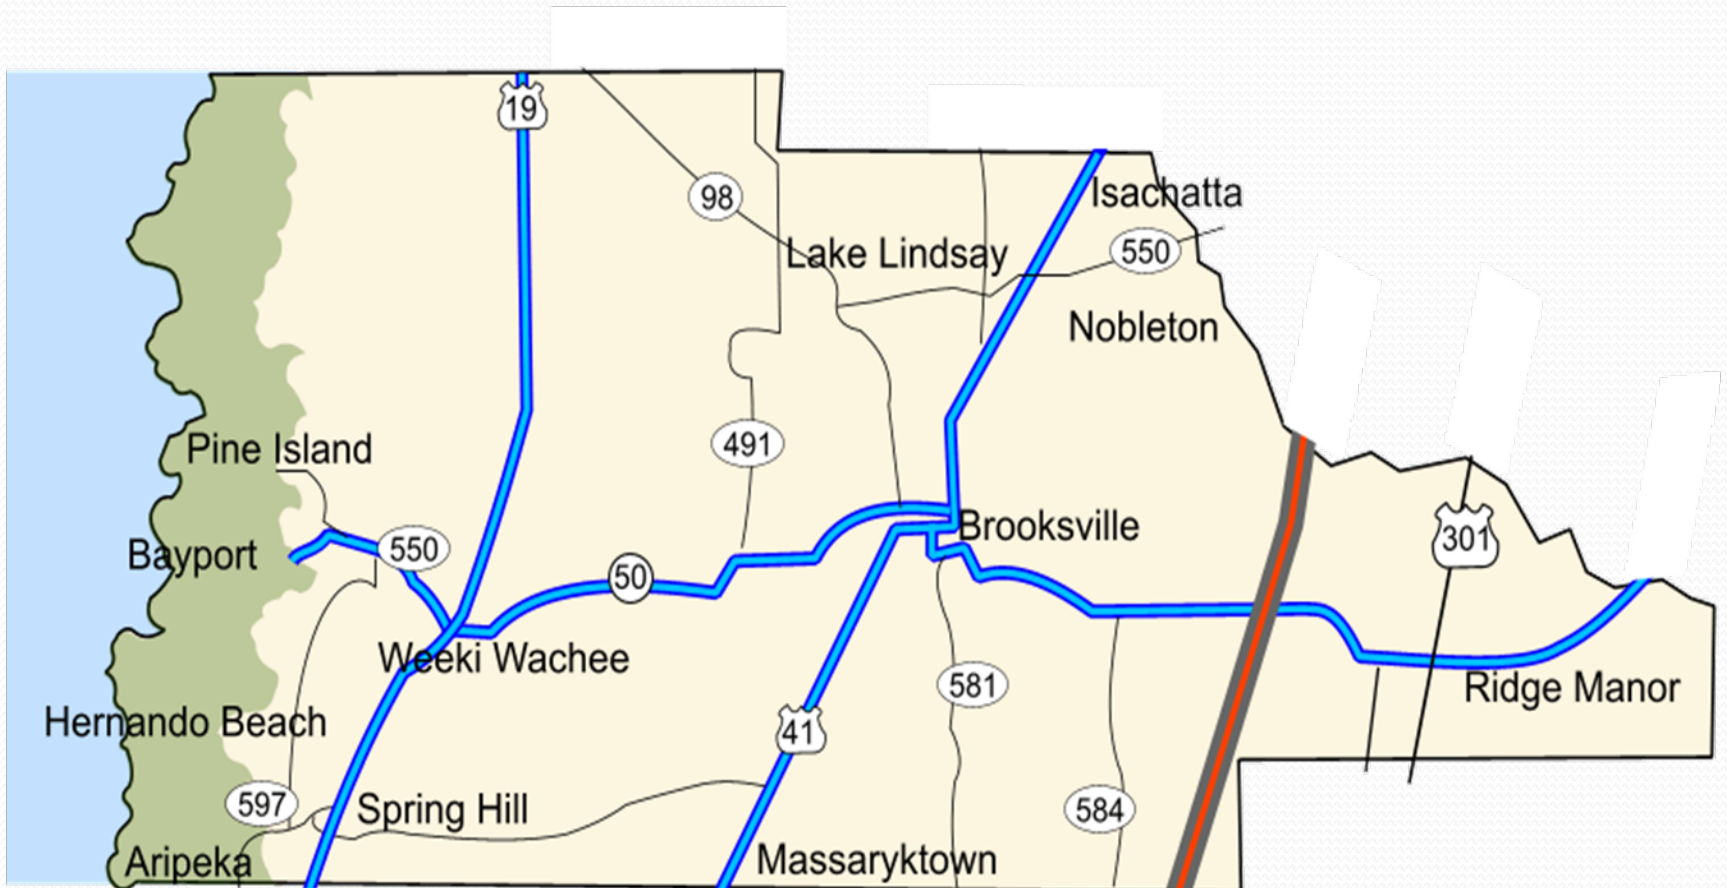 19
98
Isachatta
Lake Lindsay
550
Nobleton
Pine Island
491
Brooksville
301
Bayport
550
50
Weeki Wachee
581
Ridge Manor
Hernando Beach
41
597
Spring Hill
584
Aripeka
Massaryktown